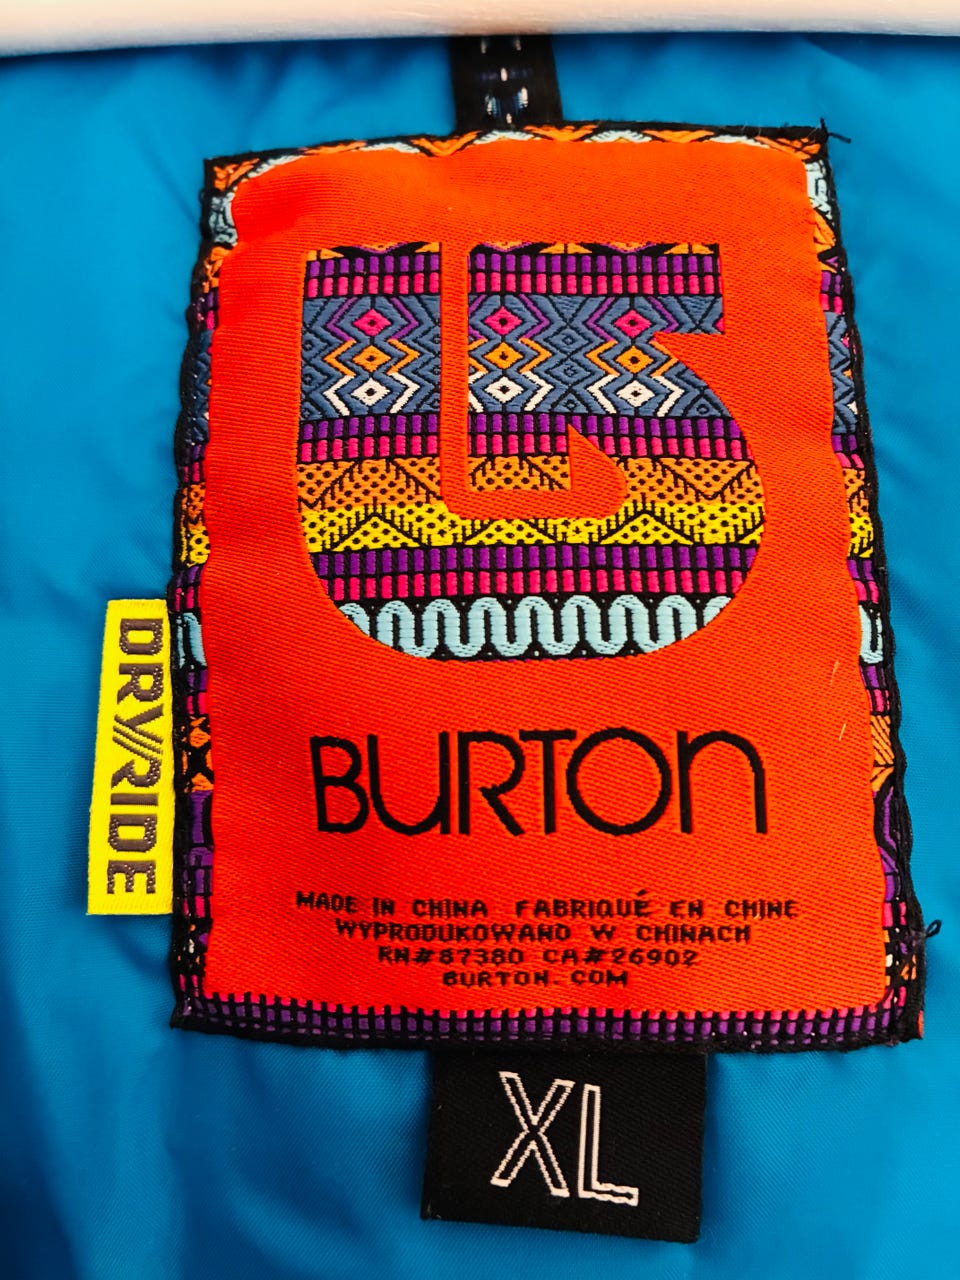 DRY//RIDE
BURTON
MADE IN CHINA FABRIQUÉ EN CHINE
WYPRODUKOWANO W CHINACH
RN#87380 CA#26902
BURTON.COM
XL